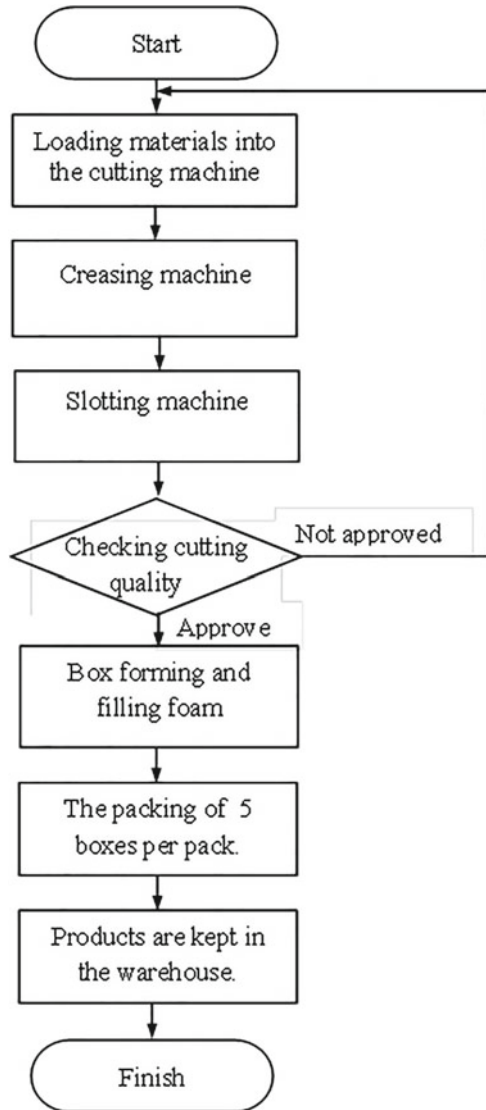 Start
Loading materials into
the cutting machine
Creasing machine
Slotting machine
Checking cutting
quality
Not approved
Approve
Box forming and
filling foam
The packing of 5
boxes per pack.
Products are kept in
the warehouse.
Finish